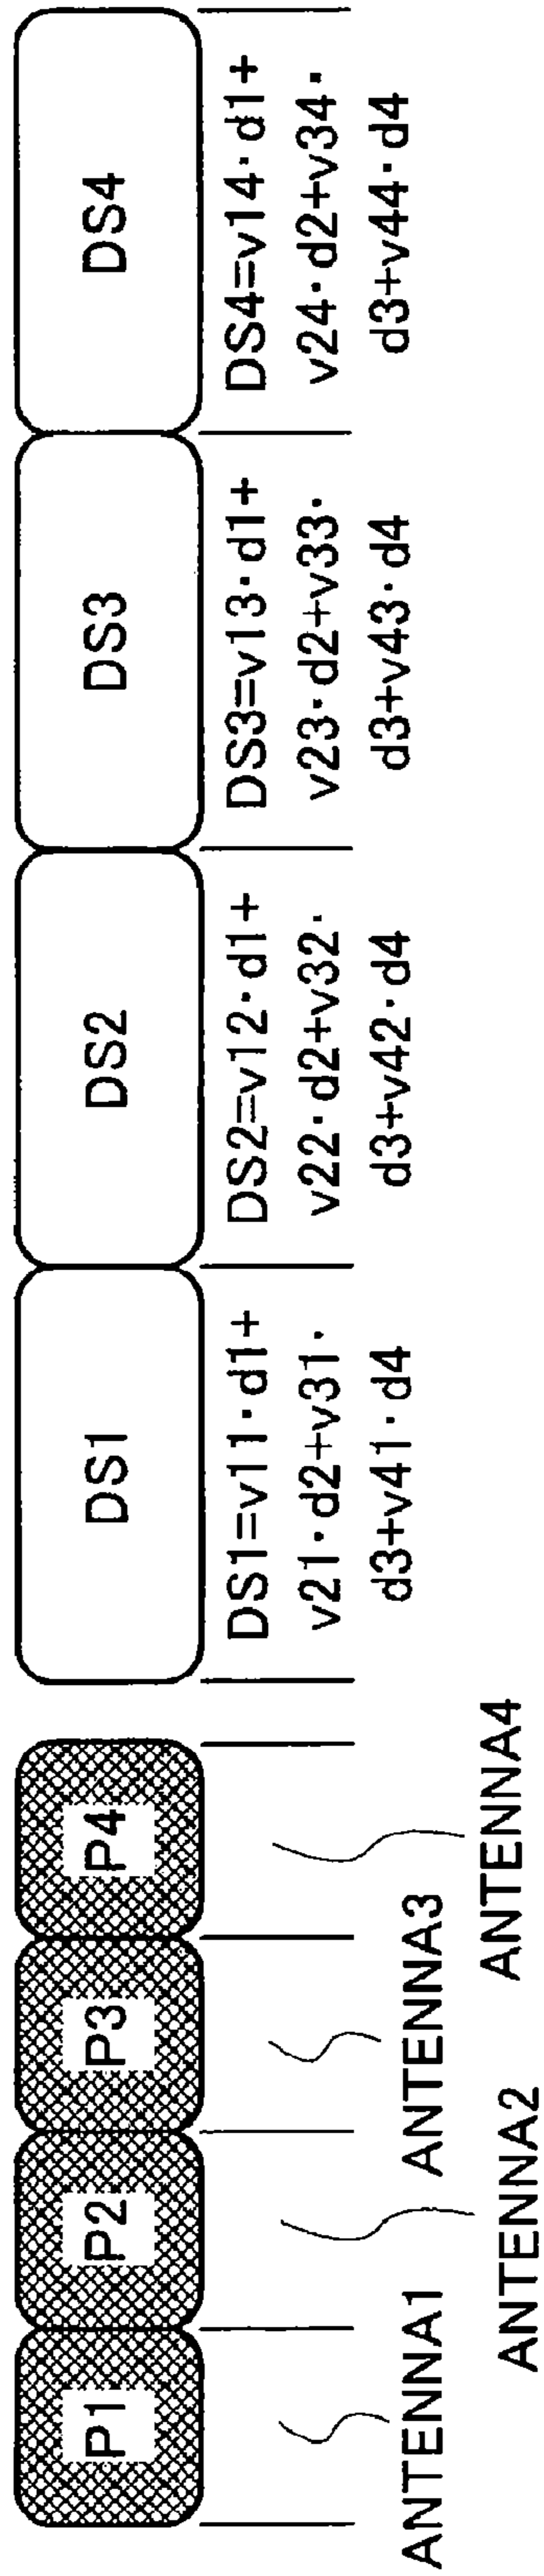 P1
P2
P3
P4
DS1
DS2
DS3
DS4
ANTENNA1
ANTENNA2
ANTENNA3
ANTENNA4
DS1=v11·d1+
v21·d2+v31·
d3+v41·d4
DS2=v12·d1+
v22·d2+v32·
d3+v42·d4
DS3=v13·d1+
v23·d2+v33·
d3+v43·d4
DS4=v14·d1+
v24·d2+v34·
d3+v44·d4